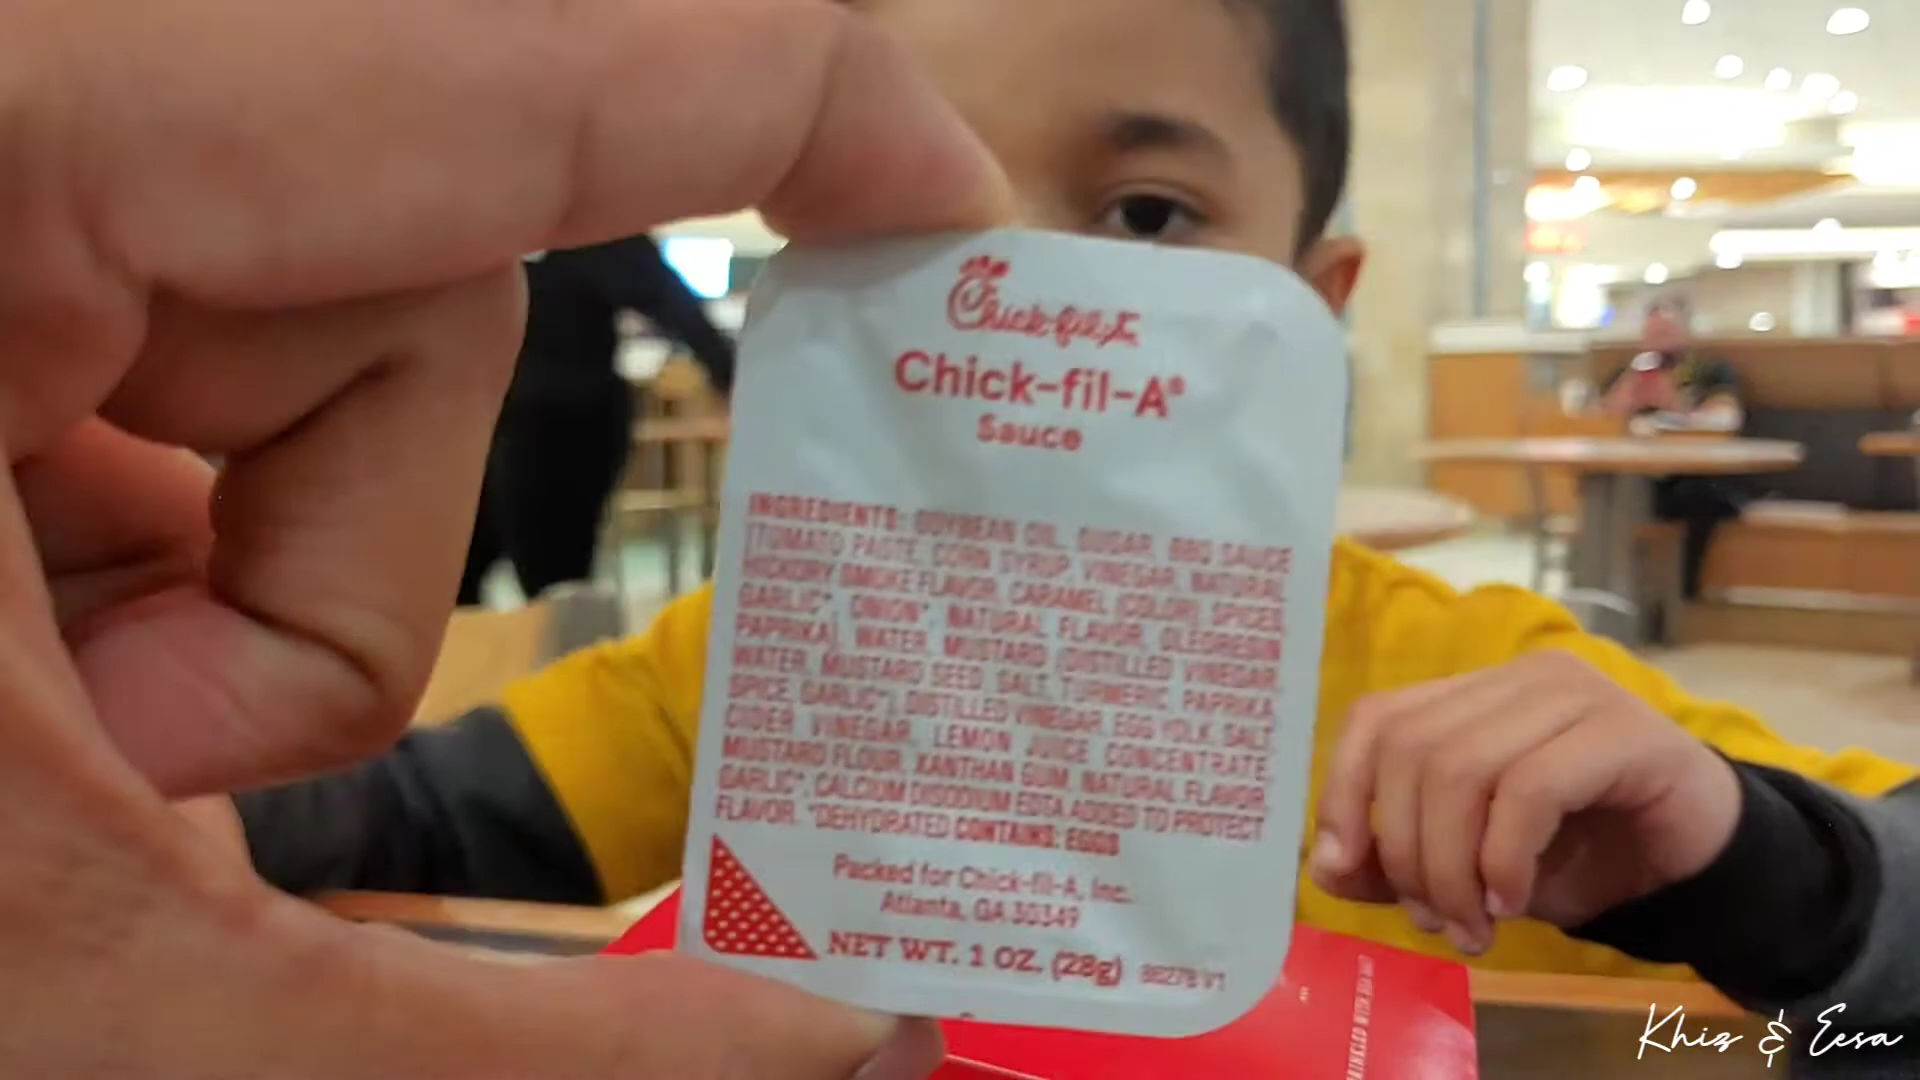 Chick-fil-A
Chick-fil-A®
Sauce
INGREDIENTS: SOYBEAN OIL, SUGAR, BBQ SAUCE
(TOMATO PASTE, CORN SYRUP, VINEGAR, NATURAL
HICKORY SMOKE FLAVOR, CARAMEL (COLOR), SPICES,
GARLIC*, ONION*, NATURAL FLAVOR, OLEORESIN
PAPRIKA), WATER, MUSTARD (DISTILLED VINEGAR,
WATER, MUSTARD SEED, SALT, TURMERIC, PAPRIKA,
SPICE, GARLIC*), DISTILLED VINEGAR, EGG YOLK, SALT,
CIDER VINEGAR, LEMON JUICE CONCENTRATE,
MUSTARD FLOUR, XANTHAN GUM, NATURAL FLAVOR,
GARLIC*, CALCIUM DISODIUM EDTA ADDED TO PROTECT
FLAVOR. *DEHYDRATED CONTAINS: EGGS
Packed for Chick-fil-A, Inc.
Atlanta, GA 30349
NET WT. 1 OZ. (28g)
Khiz & Eesa